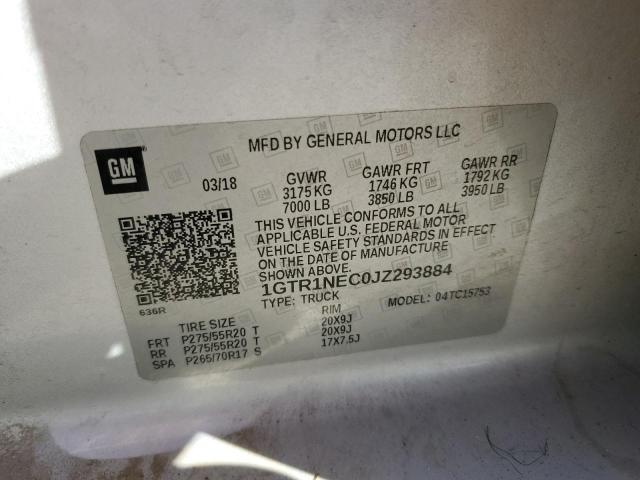 MFD BY GENERAL MOTORS LLC
GM
03/18
GVWR
3175 KG
7000 LB
GAWR FRT
1746 KG
3850 LB
GAWR RR
1792 KG
3950 LB
THIS VEHICLE CONFORMS TO ALL
APPLICABLE U.S. FEDERAL MOTOR
VEHICLE SAFETY STANDARDS IN EFFECT
ON THE DATE OF MANUFACTURE
SHOWN ABOVE.
1GTR1NEC0JZ293884
TYPE: TRUCK
MODEL: 04TC15753
636R
TIRE SIZE RIM
FRT P275/55R20 T 20X9J
RR P275/55R20 T 20X9J
SPA P265/70R17 S 17X7.5J